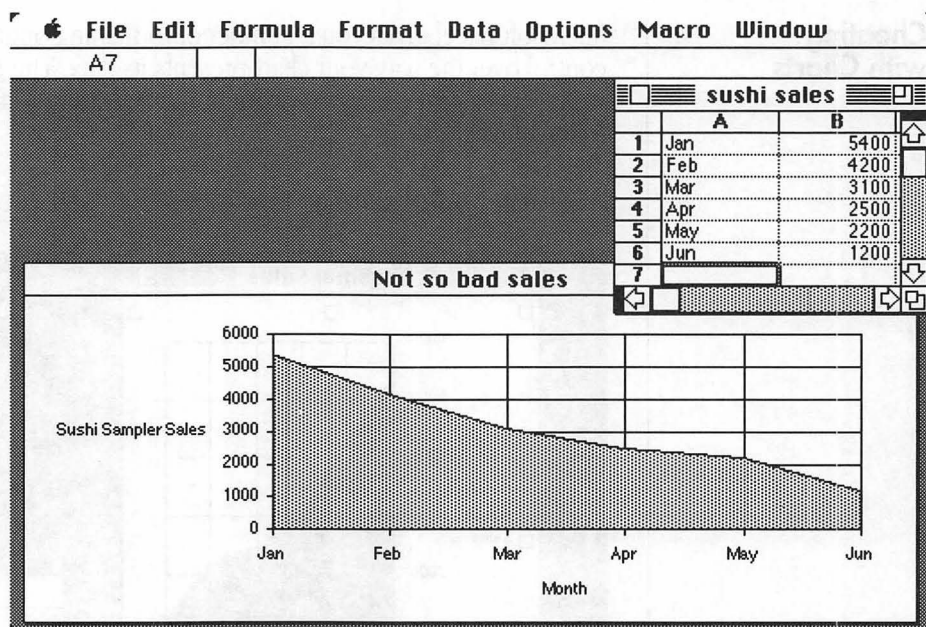 File Edit Formula Format Data Options Macro Window
A7
sushi sales
A B
1 Jan 5400
2 Feb 4200
3 Mar 3100
4 Apr 2500
5 May 2200
6 Jun 1200
7
Not so bad sales
6000
5000
4000
3000
2000
1000
0
Sushi Sampler Sales
Jan Feb Mar Apr May Jun
Month